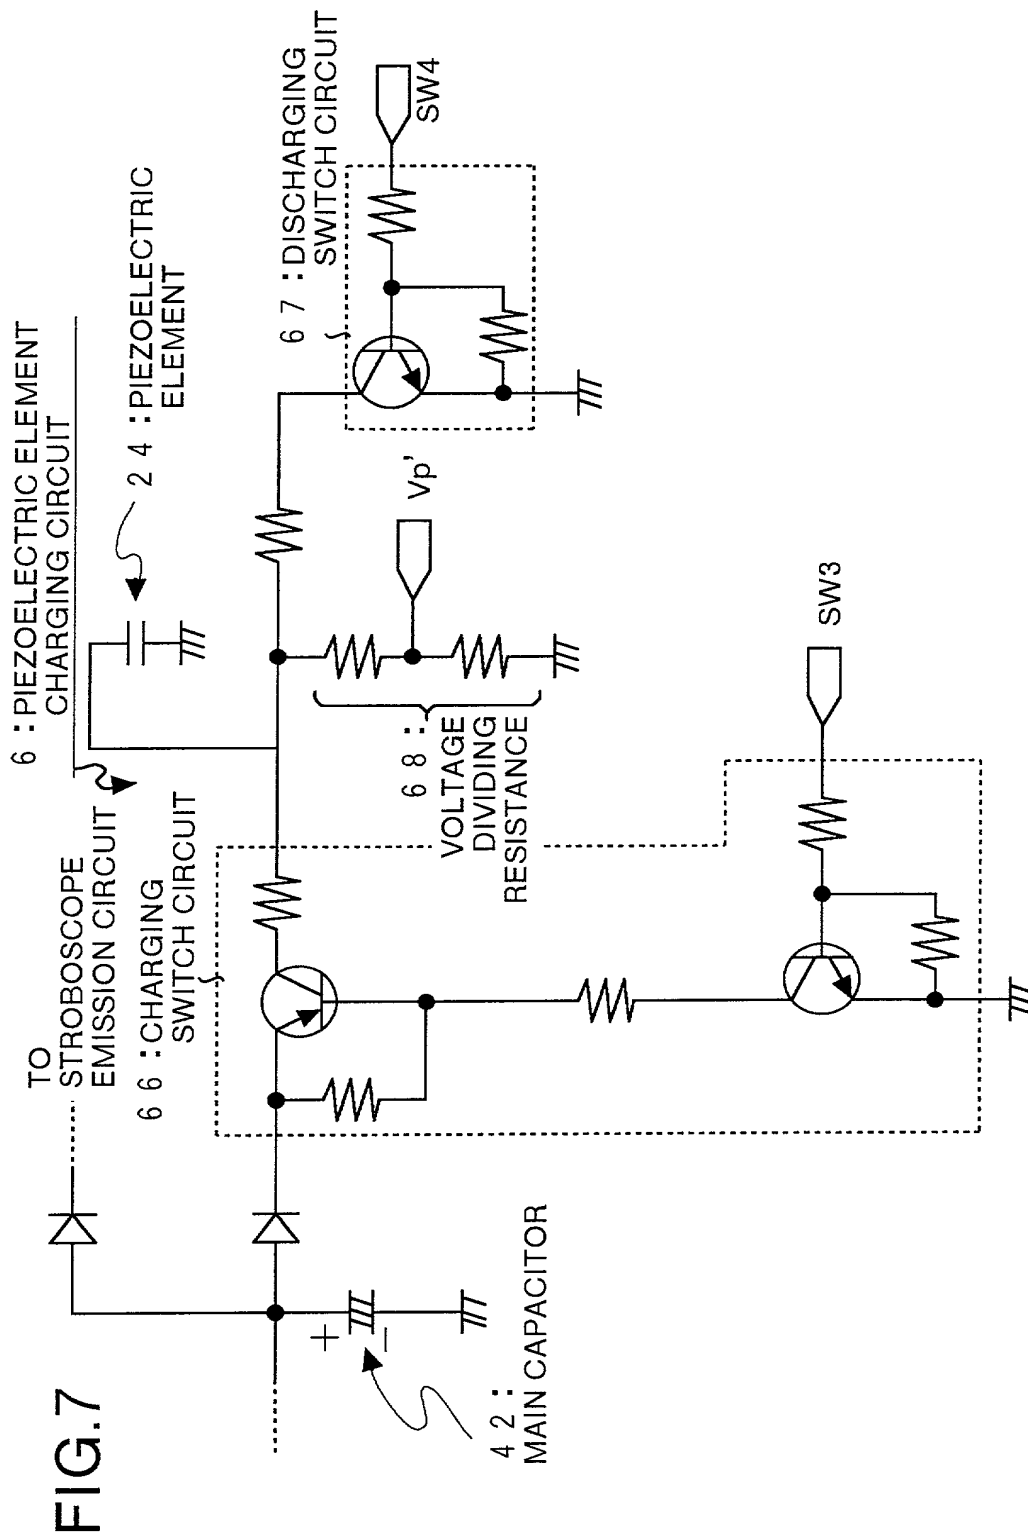 FIG.7
6 : PIEZOELECTRIC ELEMENT
CHARGING CIRCUIT
TO
STROBOSCOPE
EMISSION CIRCUIT
2 4 : PIEZOELECTRIC
ELEMENT
6 6 : CHARGING
SWITCH CIRCUIT
6 7 : DISCHARGING
SWITCH CIRCUIT
SW4
Vp'
6 8 :
VOLTAGE
DIVIDING
RESISTANCE
+
−
4 2 :
MAIN CAPACITOR
SW3